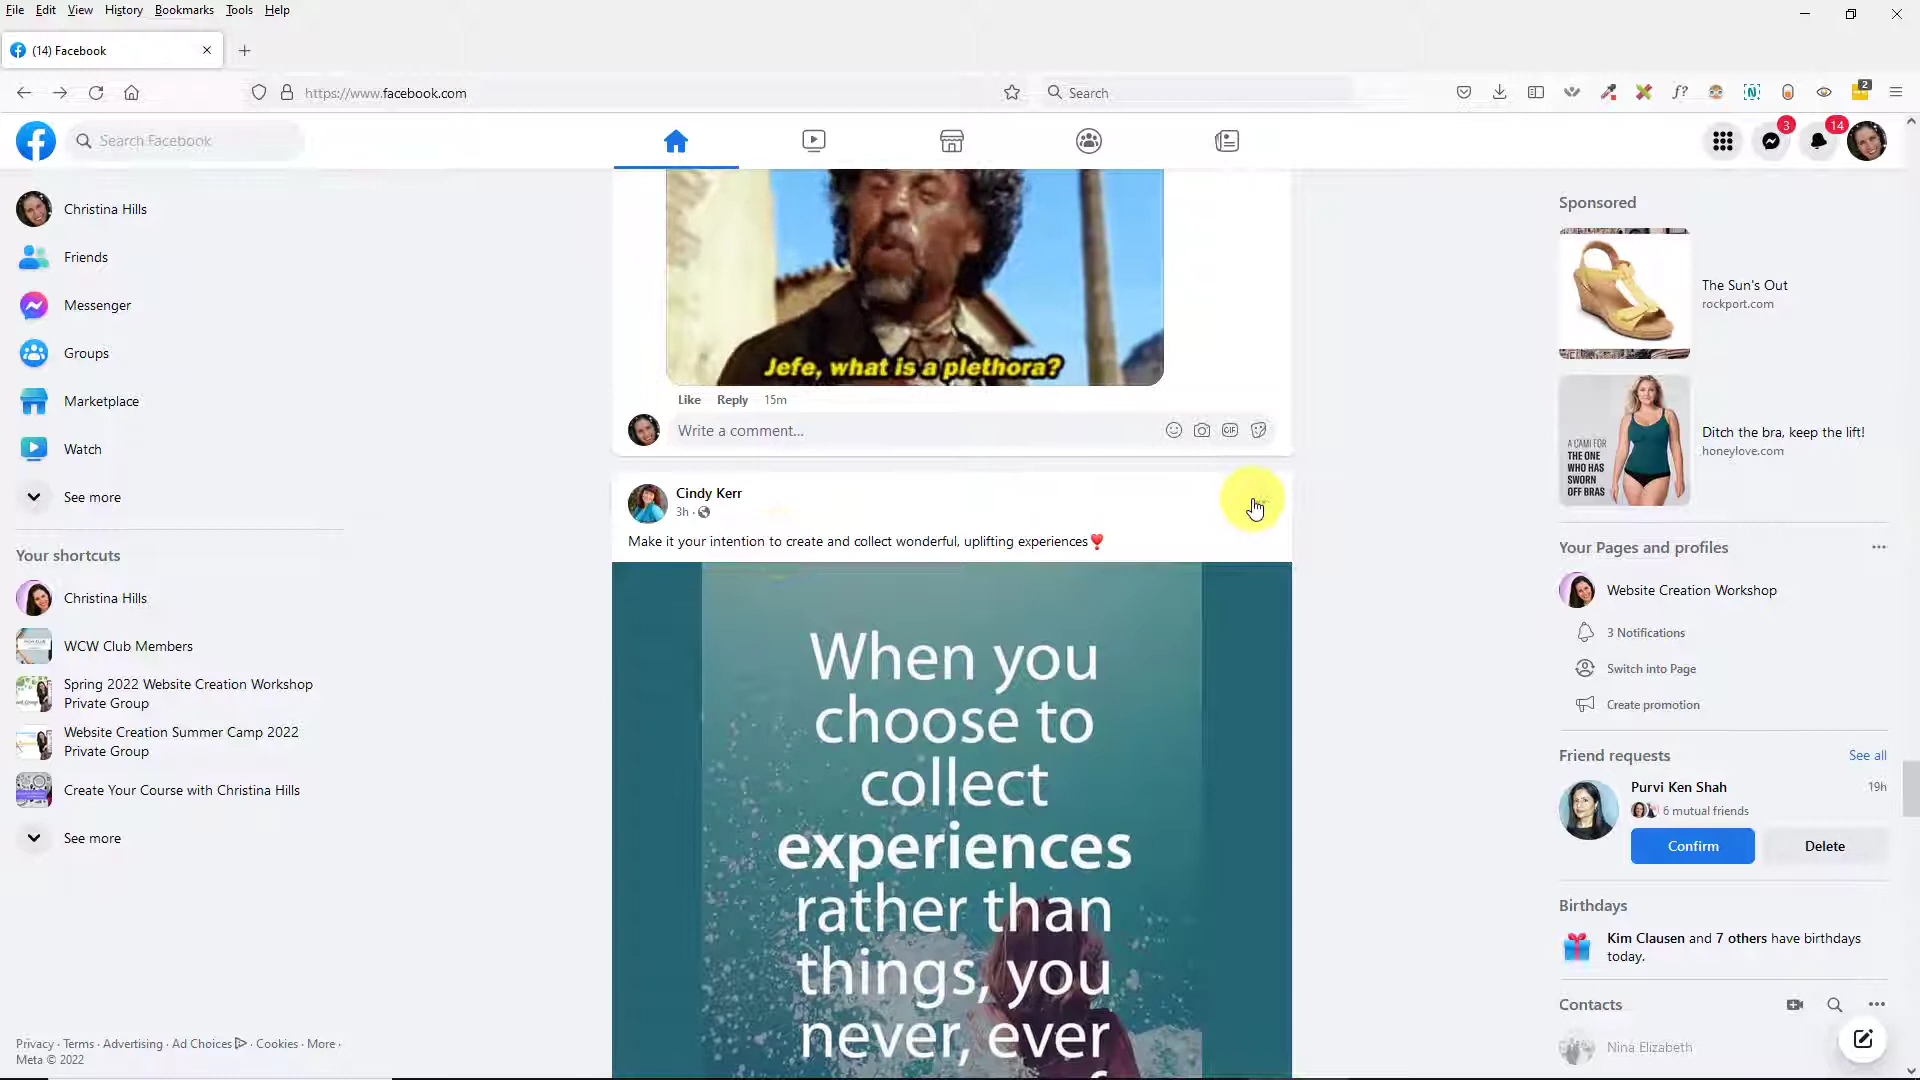 File Edit View History Bookmarks Tools Help
(14) Facebook
https://www.facebook.com
Search
2
Search Facebook
3
14
Christina Hills
Friends
Messenger
Groups
Marketplace
Watch
See more
Your shortcuts
Christina Hills
WCW Club Members
Spring 2022 Website Creation Workshop
Private Group
Website Creation Summer Camp 2022
Private Group
Create Your Course with Christina Hills
See more
Privacy · Terms · Advertising · Ad Choices · Cookies · More ·
Meta © 2022
Jefe, what is a plethora?
Like Reply 15m
Write a comment...
GIF
Cindy Kerr
3h ·
Make it your intention to create and collect wonderful, uplifting experiences
When you
choose to
collect
experiences
rather than
things, you
never, ever
Sponsored
The Sun's Out
rockport.com
A CAMI FOR
THE ONE
WHO HAS
SWORN
OFF BRAS
Ditch the bra, keep the lift!
honeylove.com
Your Pages and profiles
Website Creation Workshop
3 Notifications
Switch into Page
Create promotion
Friend requests
See all
Purvi Ken Shah
19h
6 mutual friends
Confirm
Delete
Birthdays
Kim Clausen and 7 others have birthdays
today.
Contacts
Nina Elizabeth